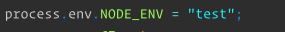 process.env.NODE_ENV = "test";